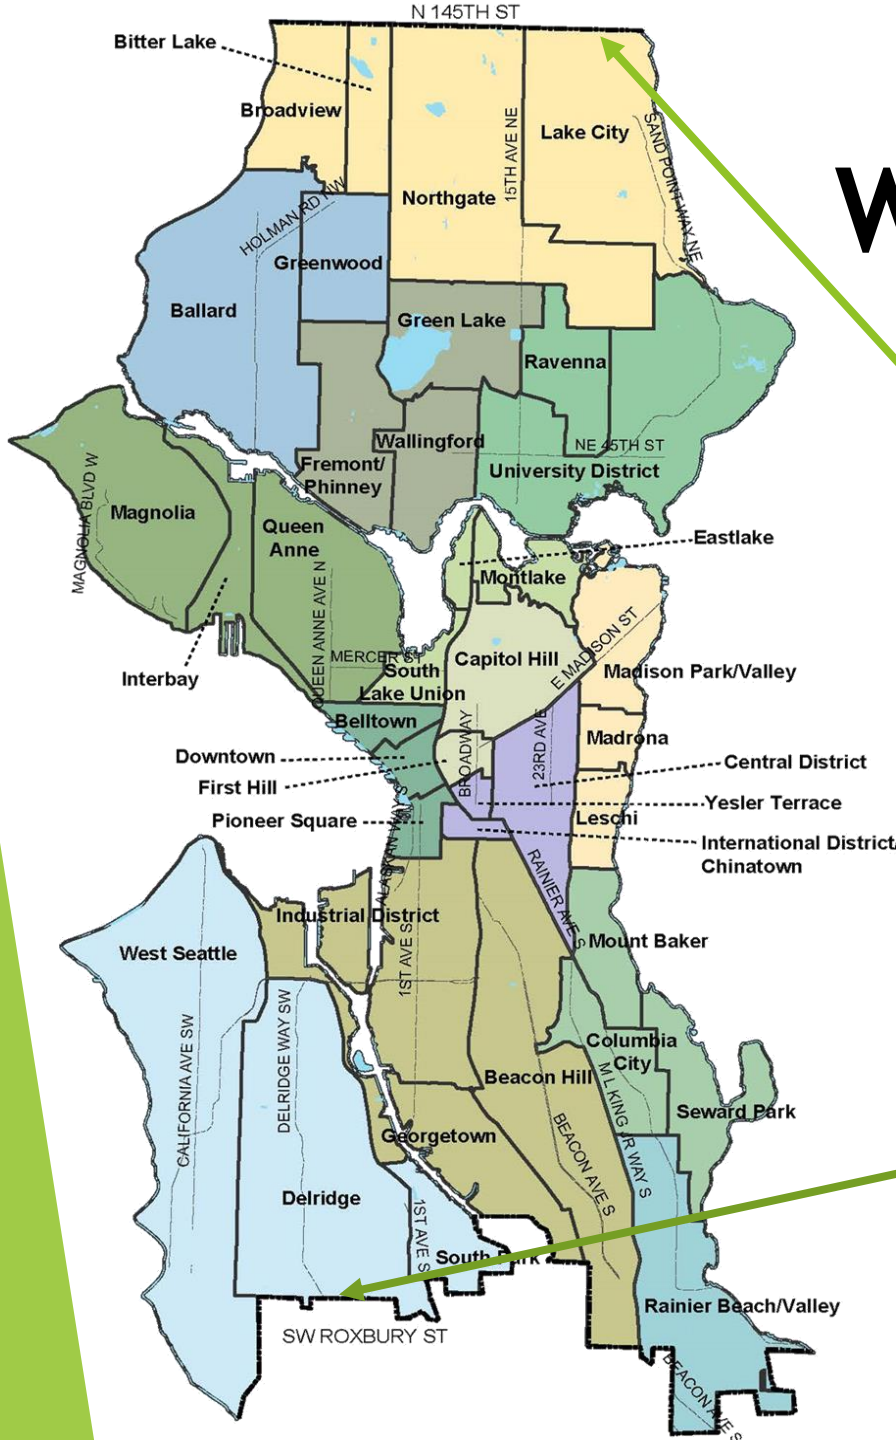 N 145TH ST
Bitter Lake
Broadview
Lake City
15TH AVE NE
SAND POINT WAY NE
W
Northgate
HOLMAN RD NW
Greenwood
Ballard
Green Lake
Ravenna
Wallingford
NE 45TH ST
Fremont/
Phinney
University District
MAGNOLIA BLVD W
Magnolia
Queen
Anne
Eastlake
Montlake
QUEEN ANNE AVE N
MERCER ST
Interbay
South
Lake Union
Capitol Hill
E MADISON ST
Madison Park/Valley
Belltown
BROADWAY
23RD AVE
Madrona
Downtown
Central District
First Hill
Yesler Terrace
Pioneer Square
Leschi
International District/
Chinatown
ALASKAN WAY S
RAINIER AVE S
Industrial District
West Seattle
1ST AVE S
Mount Baker
CALIFORNIA AVE SW
DELRIDGE WAY SW
Columbia
City
Beacon Hill
M L KING JR WAY S
Seward Park
Georgetown
BEACON AVE S
Delridge
1ST AVE S
South Park
Rainier Beach/Valley
SW ROXBURY ST
BEACON AVE S